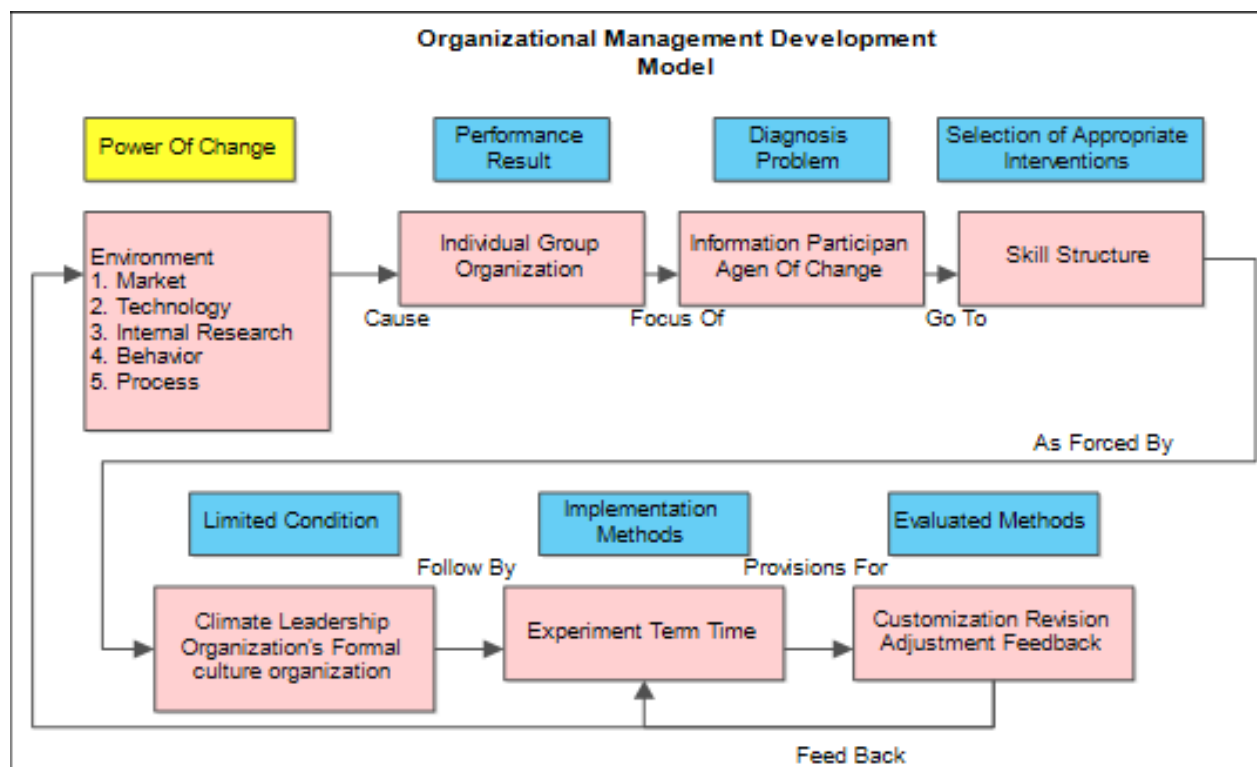 Organizational Management Development
Model
Power Of Change
Performance
Result
Diagnosis
Problem
Selection of Appropriate
Interventions
Environment
1. Market
2. Technology
3. Internal Research
4. Behavior
5. Process
Individual Group
Organization
Information Participan
Agen Of Change
Skill Structure
Cause
Focus Of
Go To
As Forced By
Limited Condition
Implementation
Methods
Evaluated Methods
Follow By
Provisions For
Climate Leadership
Organization's Formal
culture organization
Experiment Term Time
Customization Revision
Adjustment Feedback
Feed Back